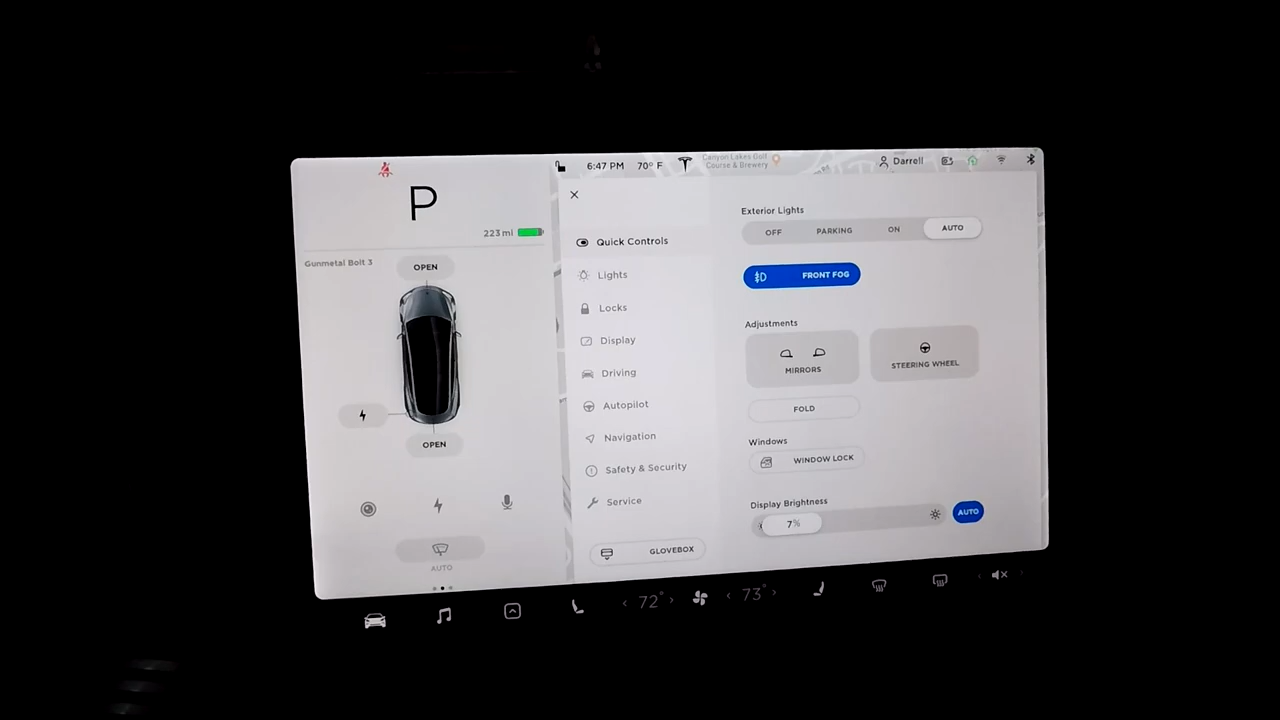 P
223 mi
Gunmetal Bolt 3
OPEN
OPEN
AUTO
6:47 PM 70° F
Canyon Lakes Golf
Course & Brewery
Darrell
Quick Controls
Lights
Locks
Display
Driving
Autopilot
Navigation
Safety & Security
Service
GLOVEBOX
Exterior Lights
OFF PARKING ON AUTO
FRONT FOG
Adjustments
MIRRORS STEERING WHEEL
FOLD
Windows
WINDOW LOCK
Display Brightness
7% AUTO
72° 73°